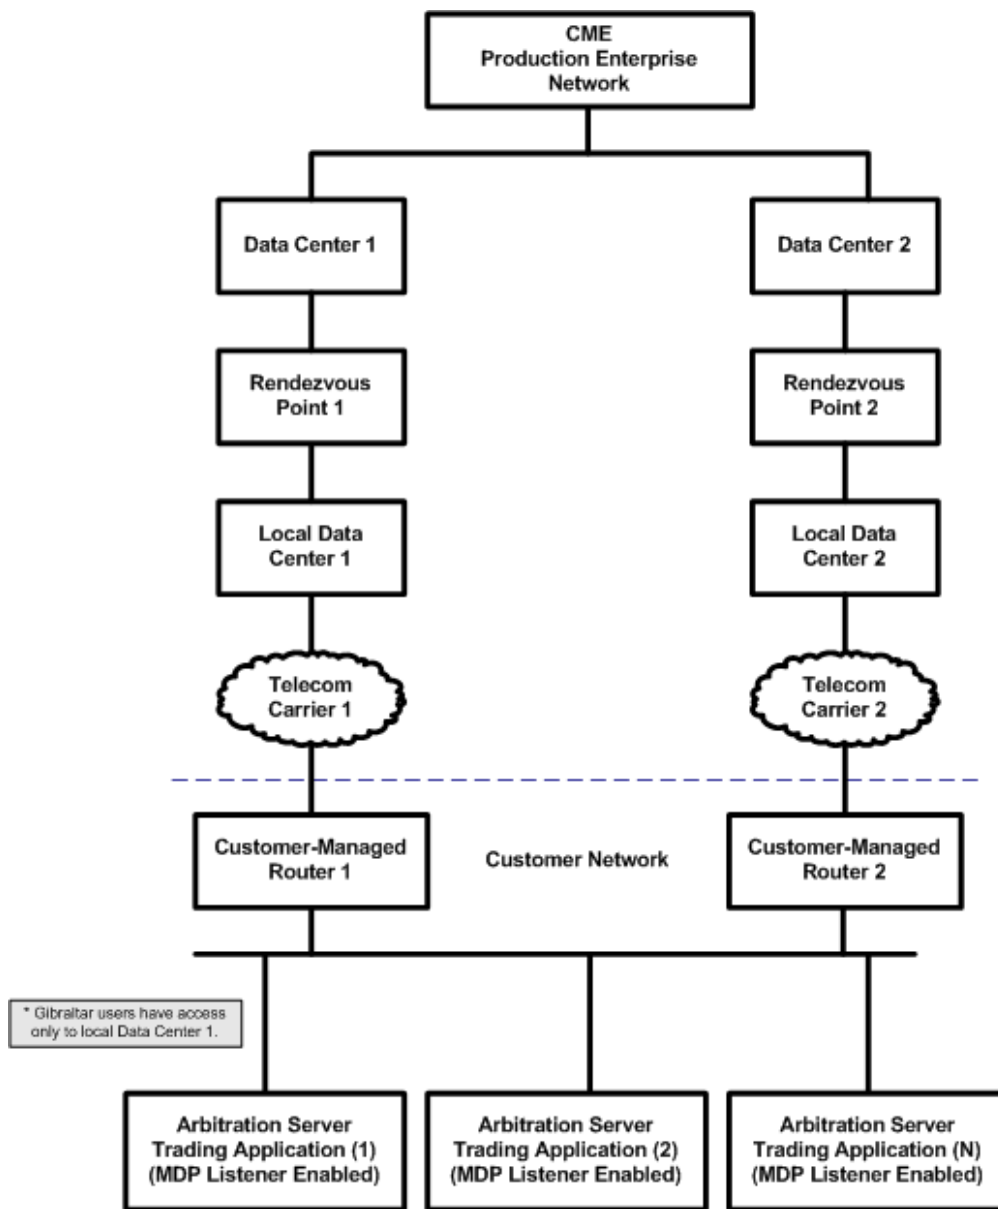 CME
Production Enterprise
Network
Data Center 1
Data Center 2
Rendezvous
Point 1
Rendezvous
Point 2
Local Data
Center 1
Local Data
Center 2
Telecom
Carrier 1
Telecom
Carrier 2
Customer-Managed
Router 1
Customer Network
Customer-Managed
Router 2
* Gibraltar users have access
only to local Data Center 1.
Arbitration Server
Trading Application (1)
(MDP Listener Enabled)
Arbitration Server
Trading Application (2)
(MDP Listener Enabled)
Arbitration Server
Trading Application (N)
(MDP Listener Enabled)